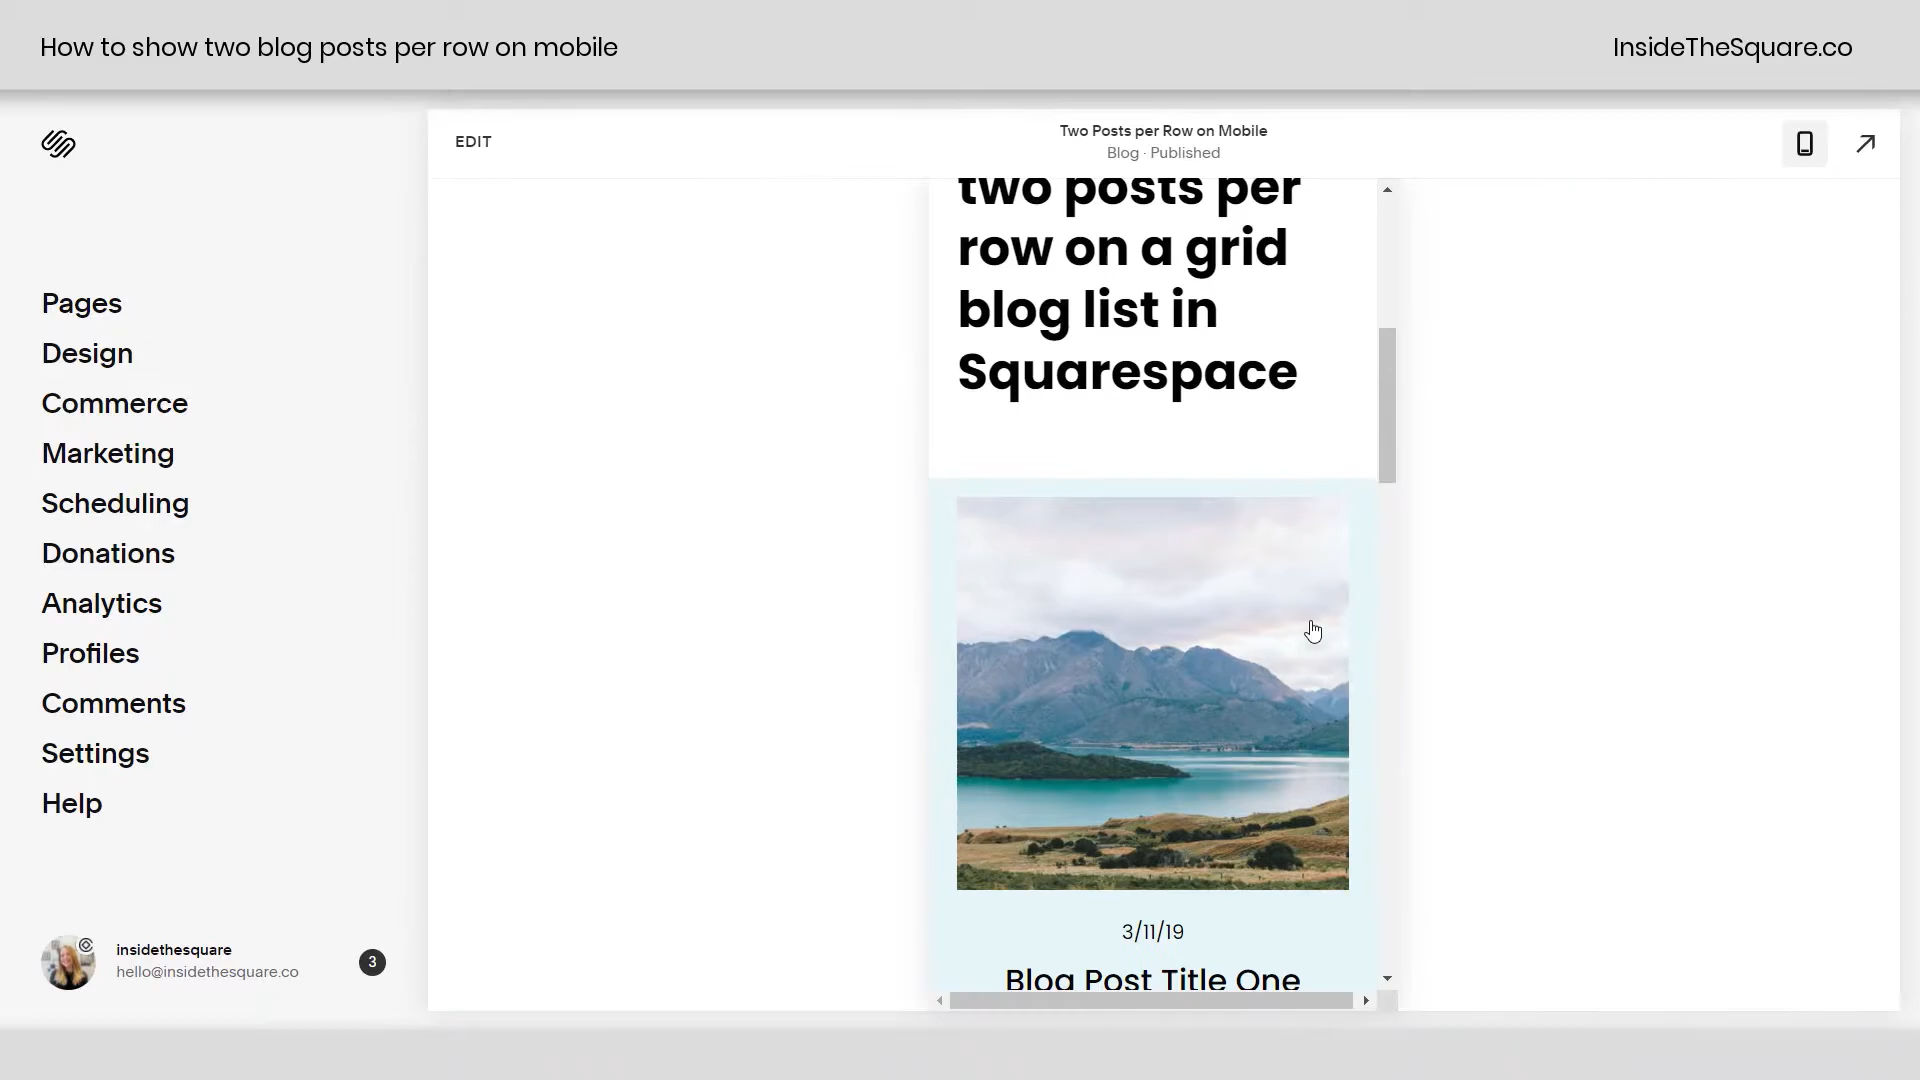 How to show two blog posts per row on mobile
InsideTheSquare.co
EDIT
Two Posts per Row on Mobile
Blog · Published
two posts per
row on a grid
blog list in
Squarespace
Pages
Design
Commerce
Marketing
Scheduling
Donations
Analytics
Profiles
Comments
Settings
Help
3/11/19
Blog Post Title One
insidethesquare
hello@insidethesquare.co
3